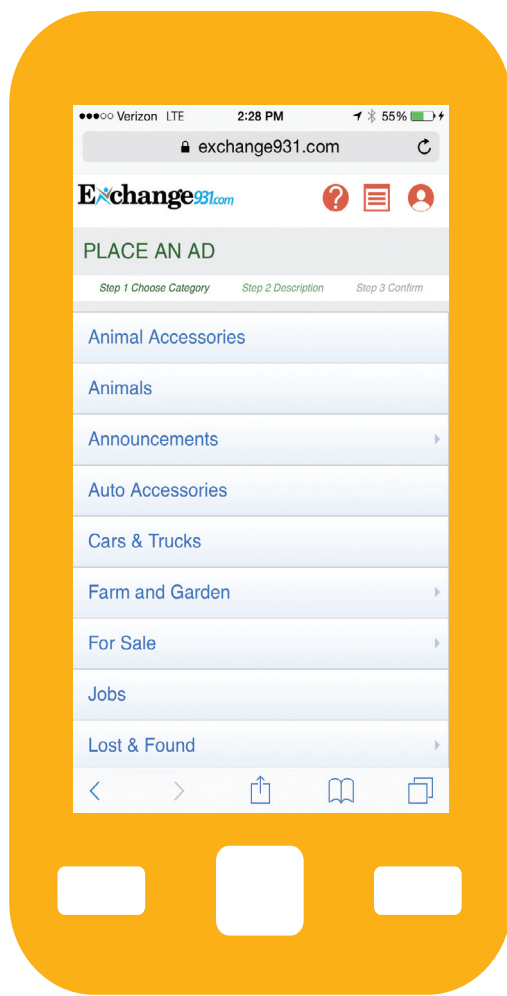 Verizon LTE 2:28 PM 55%
exchange931.com
Exchange931.com
PLACE AN AD
Step 1 Choose Category Step 2 Description Step 3 Confirm
Animal Accessories
Animals
Announcements
Auto Accessories
Cars & Trucks
Farm and Garden
For Sale
Jobs
Lost & Found